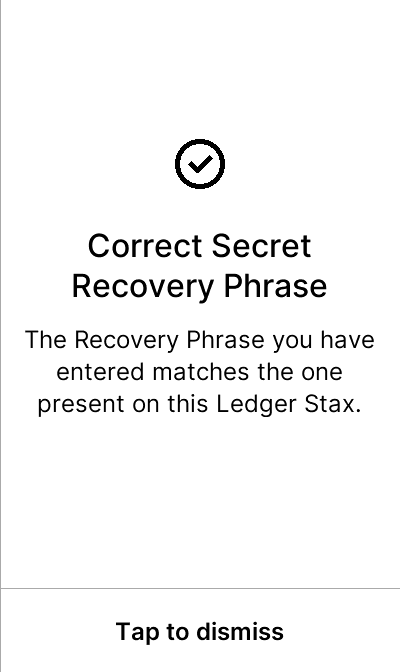 Correct Secret
Recovery Phrase
The Recovery Phrase you have
entered matches the one
present on this Ledger Stax.
Tap to dismiss